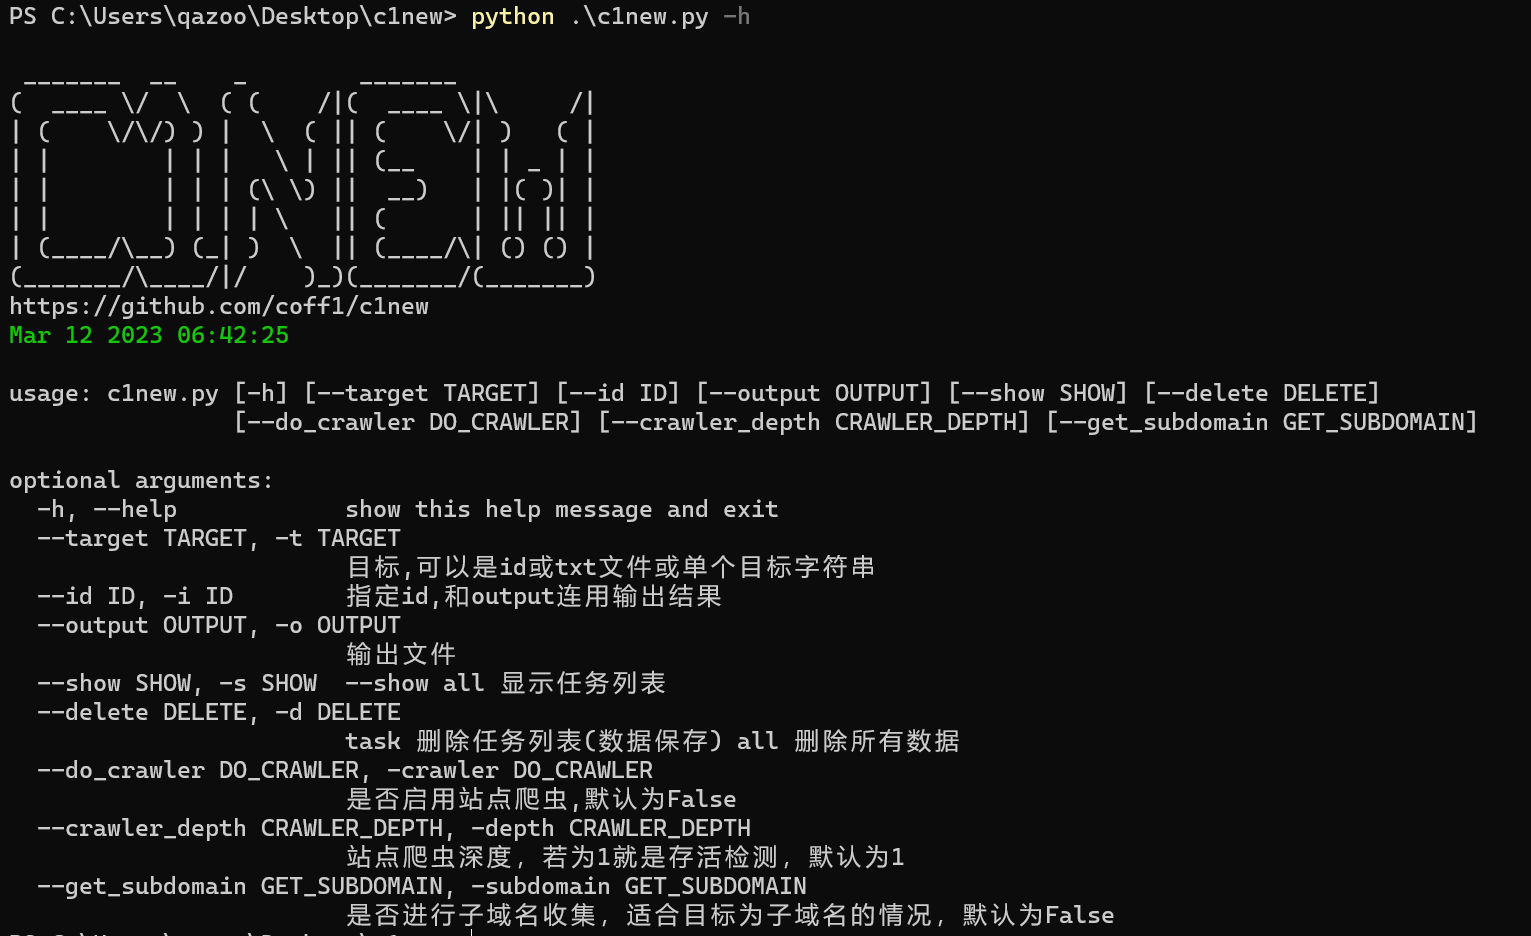 PS C:\Users\qazoo\Desktop\c1new> python .\c1new.py -h
 _______  __    _        _______
(  ____ \/  \  ( (    /|(  ____ \|\     /|
| (    \/\/) ) |  \  ( || (    \/| )   ( |
| |        | | |   \ | || (__    | | _ | |
| |        | | | (\ \) ||  __)   | |( )| |
| |        | | | | \   || (      | || || |
| (____/\__) (_| )  \  || (____/\| () () |
(_______/\____/|/    )_)(_______/(_______)
https://github.com/coff1/c1new
Mar 12 2023 06:42:25
usage: c1new.py [-h] [--target TARGET] [--id ID] [--output OUTPUT] [--show SHOW] [--delete DELETE]
[--do_crawler DO_CRAWLER] [--crawler_depth CRAWLER_DEPTH] [--get_subdomain GET_SUBDOMAIN]
optional arguments:
-h, --help            show this help message and exit
--target TARGET, -t TARGET
目标,可以是id或txt文件或单个目标字符串
--id ID, -i ID        指定id,和output连用输出结果
--output OUTPUT, -o OUTPUT
输出文件
--show SHOW, -s SHOW  --show all 显示任务列表
--delete DELETE, -d DELETE
task 删除任务列表(数据保存) all 删除所有数据
--do_crawler DO_CRAWLER, -crawler DO_CRAWLER
是否启用站点爬虫,默认为False
--crawler_depth CRAWLER_DEPTH, -depth CRAWLER_DEPTH
站点爬虫深度，若为1就是存活检测，默认为1
--get_subdomain GET_SUBDOMAIN, -subdomain GET_SUBDOMAIN
是否进行子域名收集，适合目标为子域名的情况，默认为False